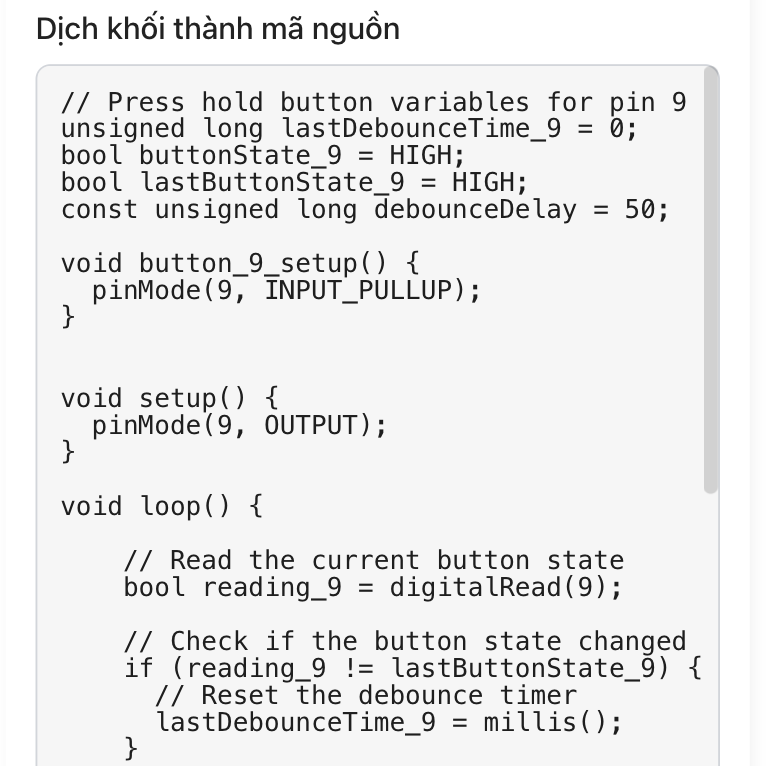 Dịch khối thành mã nguồn
// Press hold button variables for pin 9
unsigned long lastDebounceTime_9 = 0;
bool buttonState_9 = HIGH;
bool lastButtonState_9 = HIGH;
const unsigned long debounceDelay = 50;

void button_9_setup() {
  pinMode(9, INPUT_PULLUP);
}

void setup() {
  pinMode(9, OUTPUT);
}

void loop() {

    // Read the current button state
    bool reading_9 = digitalRead(9);

    // Check if the button state changed
    if (reading_9 != lastButtonState_9) {
      // Reset the debounce timer
      lastDebounceTime_9 = millis();
    }